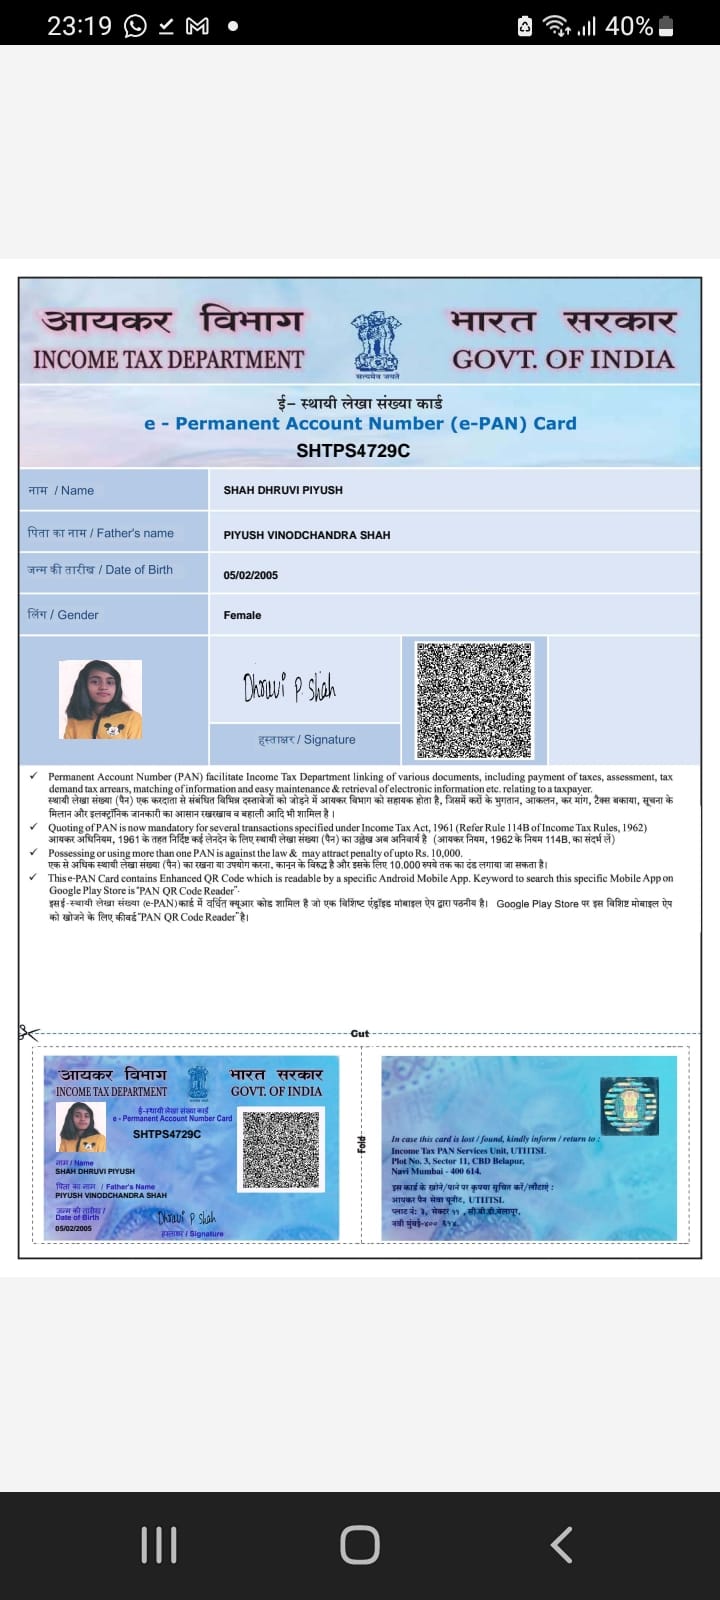 23:19
40%
आयकर विभाग
INCOME TAX DEPARTMENT
सत्यमेव जयते
भारत सरकार
GOVT. OF INDIA
ई- स्थायी लेखा संख्या कार्ड
e - Permanent Account Number (e-PAN) Card
SHTPS4729C
नाम / Name
SHAH DHRUVI PIYUSH
पिता का नाम / Father's name
PIYUSH VINODCHANDRA SHAH
जन्म की तारीख / Date of Birth
05/02/2005
लिंग / Gender
Female
Dhruvi P. Shah
हस्ताक्षर / Signature
✓ Permanent Account Number (PAN) facilitate Income Tax Department linking of various documents, including payment of taxes, assessment, tax
demand tax arrears, matching of information and easy maintenance & retrieval of electronic information etc. relating to a taxpayer.
स्थायी लेखा संख्या (पैन) एक करदाता से संबंधित विभिन्न दस्तावेजों को जोड़ने में आयकर विभाग को सहायक होता है, जिसमें करों के भुगतान, आकलन, कर मांग, टैक्स बकाया, सूचना के
मिलान और इलक्ट्रॉनिक जानकारी का आसान रखरखाव व बहाली आदि भी शामिल है ।
✓ Quoting of PAN is now mandatory for several transactions specified under Income Tax Act, 1961 (Refer Rule 114B of Income Tax Rules, 1962)
आयकर अधिनियम, 1961 के तहत निर्दिष्ट कई लेनदेन के लिए स्थायी लेखा संख्या (पैन) का उल्लेख अब अनिवार्य है (आयकर नियम, 1962 के नियम 114B, का संदर्भ लें)
✓ Possessing or using more than one PAN is against the law & may attract penalty of upto Rs. 10,000.
एक से अधिक स्थायी लेखा संख्या (पैन) का रखना या उपयोग करना, कानून के विरुद्ध है और इसके लिए 10,000 रुपये तक का दंड लगाया जा सकता है।
✓ This e-PAN Card contains Enhanced QR Code which is readable by a specific Android Mobile App. Keyword to search this specific Mobile App on
Google Play Store is "PAN QR Code Reader".
इसई-स्थायी लेखा संख्या (e-PAN) कार्ड में वर्धित क्यूआर कोड शामिल है जो एक विशिष्ट एंड्रॉइड मोबाइल ऐप द्वारा पठनीय है। Google Play Store पर इस विशिष्ट मोबाइल ऐप
को खोजने के लिए कीवर्ड "PAN QR Code Reader" है।
Cut
आयकर विभाग
INCOME TAX DEPARTMENT
भारत सरकार
GOVT. OF INDIA
ई-स्थायी लेखा संख्या कार्ड
e - Permanent Account Number Card
SHTPS4729C
नाम / Name
SHAH DHRUVI PIYUSH
पिता का नाम / Father's Name
PIYUSH VINODCHANDRA SHAH
जन्म की तारीख /
Date of Birth
05/02/2005
Dhruvi P Shah
हस्ताक्षर / Signature
Fold
In case this card is lost / found, kindly inform / return to :
Income Tax PAN Services Unit, UTIITSL
Plot No. 3, Sector 11, CBD Belapur,
Navi Mumbai - 400 614.
इस कार्ड के खोने/पाने पर कृपया सूचित करें/लौटाएं :
आयकर पैन सेवा यूनीट, UTIITSL
प्लाट नं: ३, सेक्टर ११ , सी.बी.डी.बेलापुर,
नवी मुंबई-४०० ६१४.